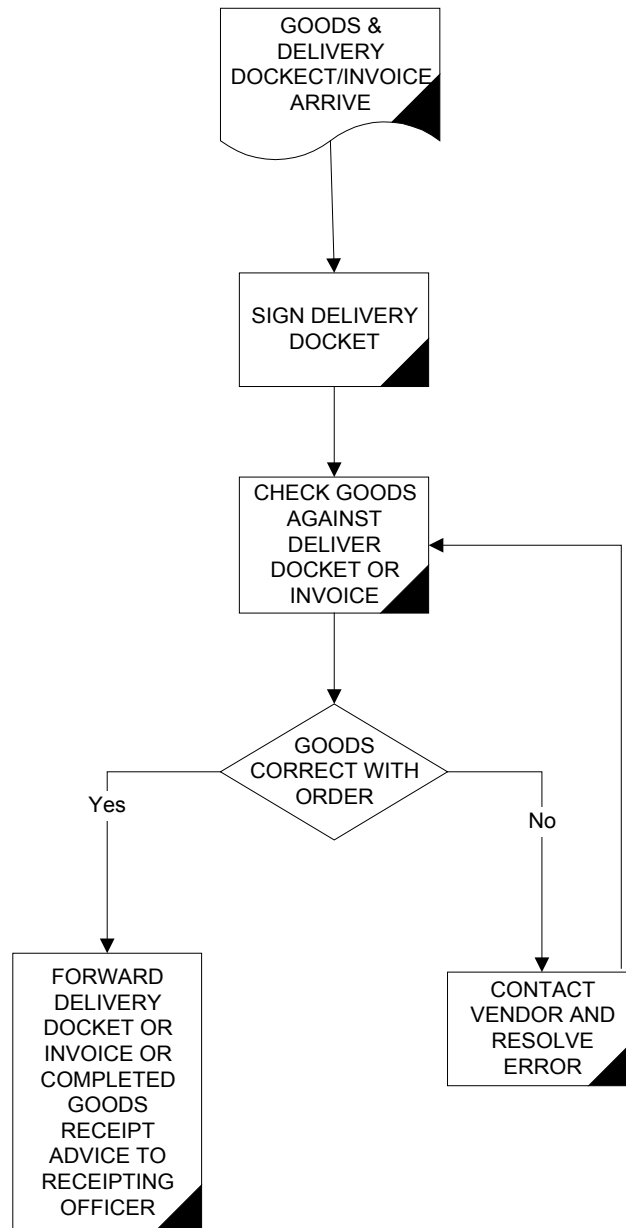 GOODS &
DELIVERY
DOCKECT/INVOICE
ARRIVE
SIGN DELIVERY
DOCKET
CHECK GOODS
AGAINST
DELIVER
DOCKET OR
INVOICE
GOODS
CORRECT WITH
ORDER
Yes
No
FORWARD
DELIVERY
DOCKET OR
INVOICE OR
COMPLETED
GOODS
RECEIPT
ADVICE TO
RECEIPTING
OFFICER
CONTACT
VENDOR AND
RESOLVE
ERROR